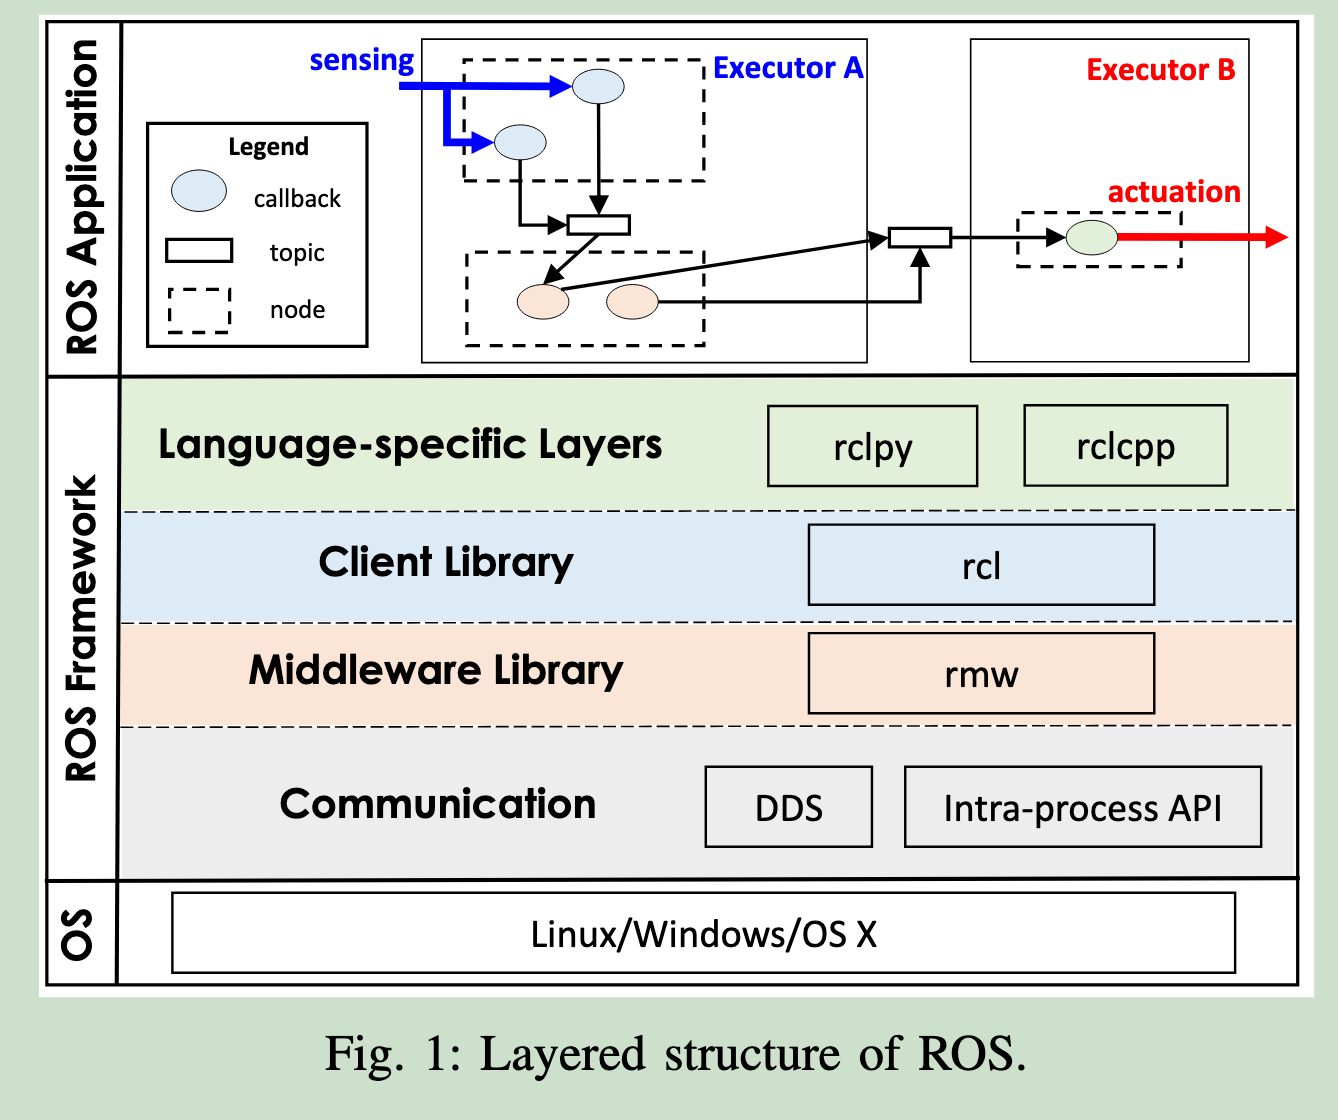 ROS Application
sensing
Executor A
Executor B
Legend
callback
topic
node
actuation
ROS Framework
Language-specific Layers
rclpy
rclcpp
Client Library
rcl
Middleware Library
rmw
Communication
DDS
Intra-process API
OS
Linux/Windows/OS X
Fig. 1: Layered structure of ROS.